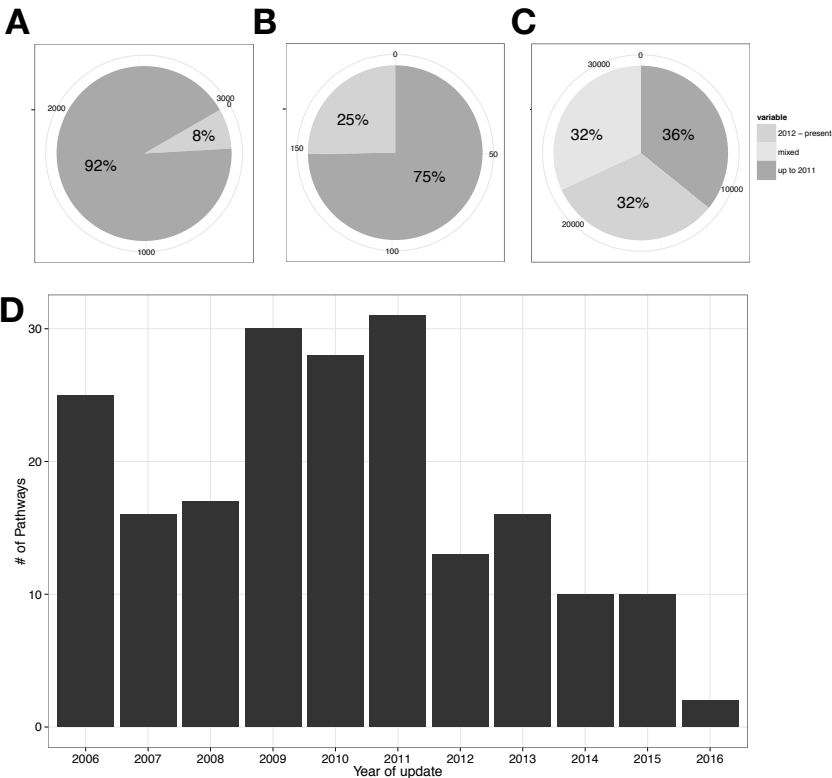 A
B
C
3000
0
2000
8%
92%
1000
0
25%
150
50
75%
100
0
30000
32%
36%
10000
32%
20000
variable
2012 − present
mixed
up to 2011
D
30
20
10
0
# of Pathways
2006 2007 2008 2009 2010 2011 2012 2013 2014 2015 2016
Year of update